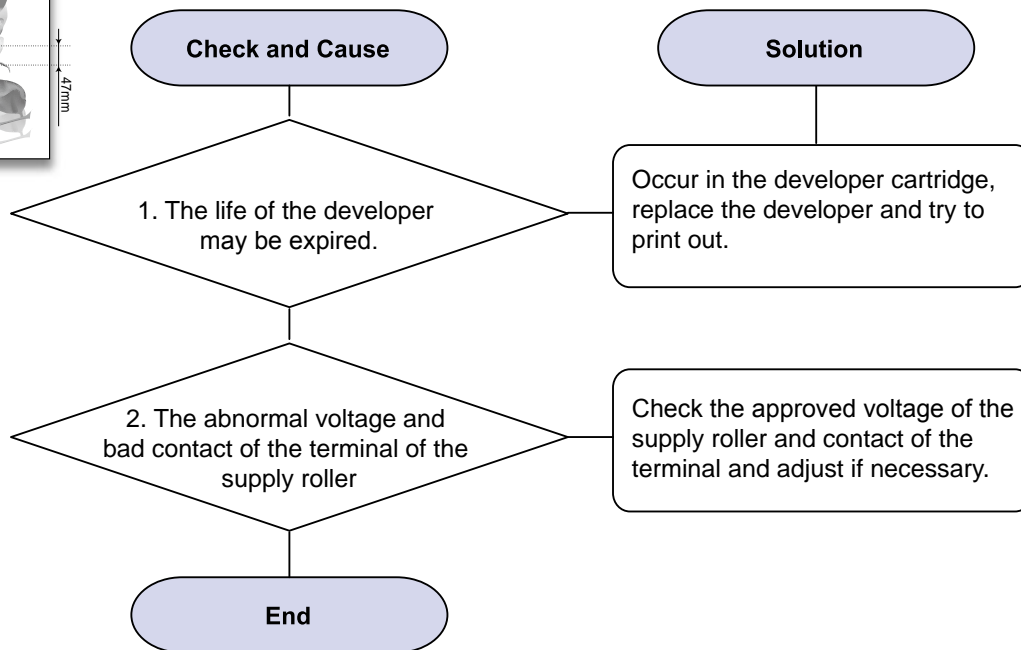 47mm
Check and Cause
Solution
1. The life of the developer
may be expired.
Occur in the developer cartridge,
replace the developer and try to
print out.
2. The abnormal voltage and
bad contact of the terminal of the
supply roller
Check the approved voltage of the
supply roller and contact of the
terminal and adjust if necessary.
End